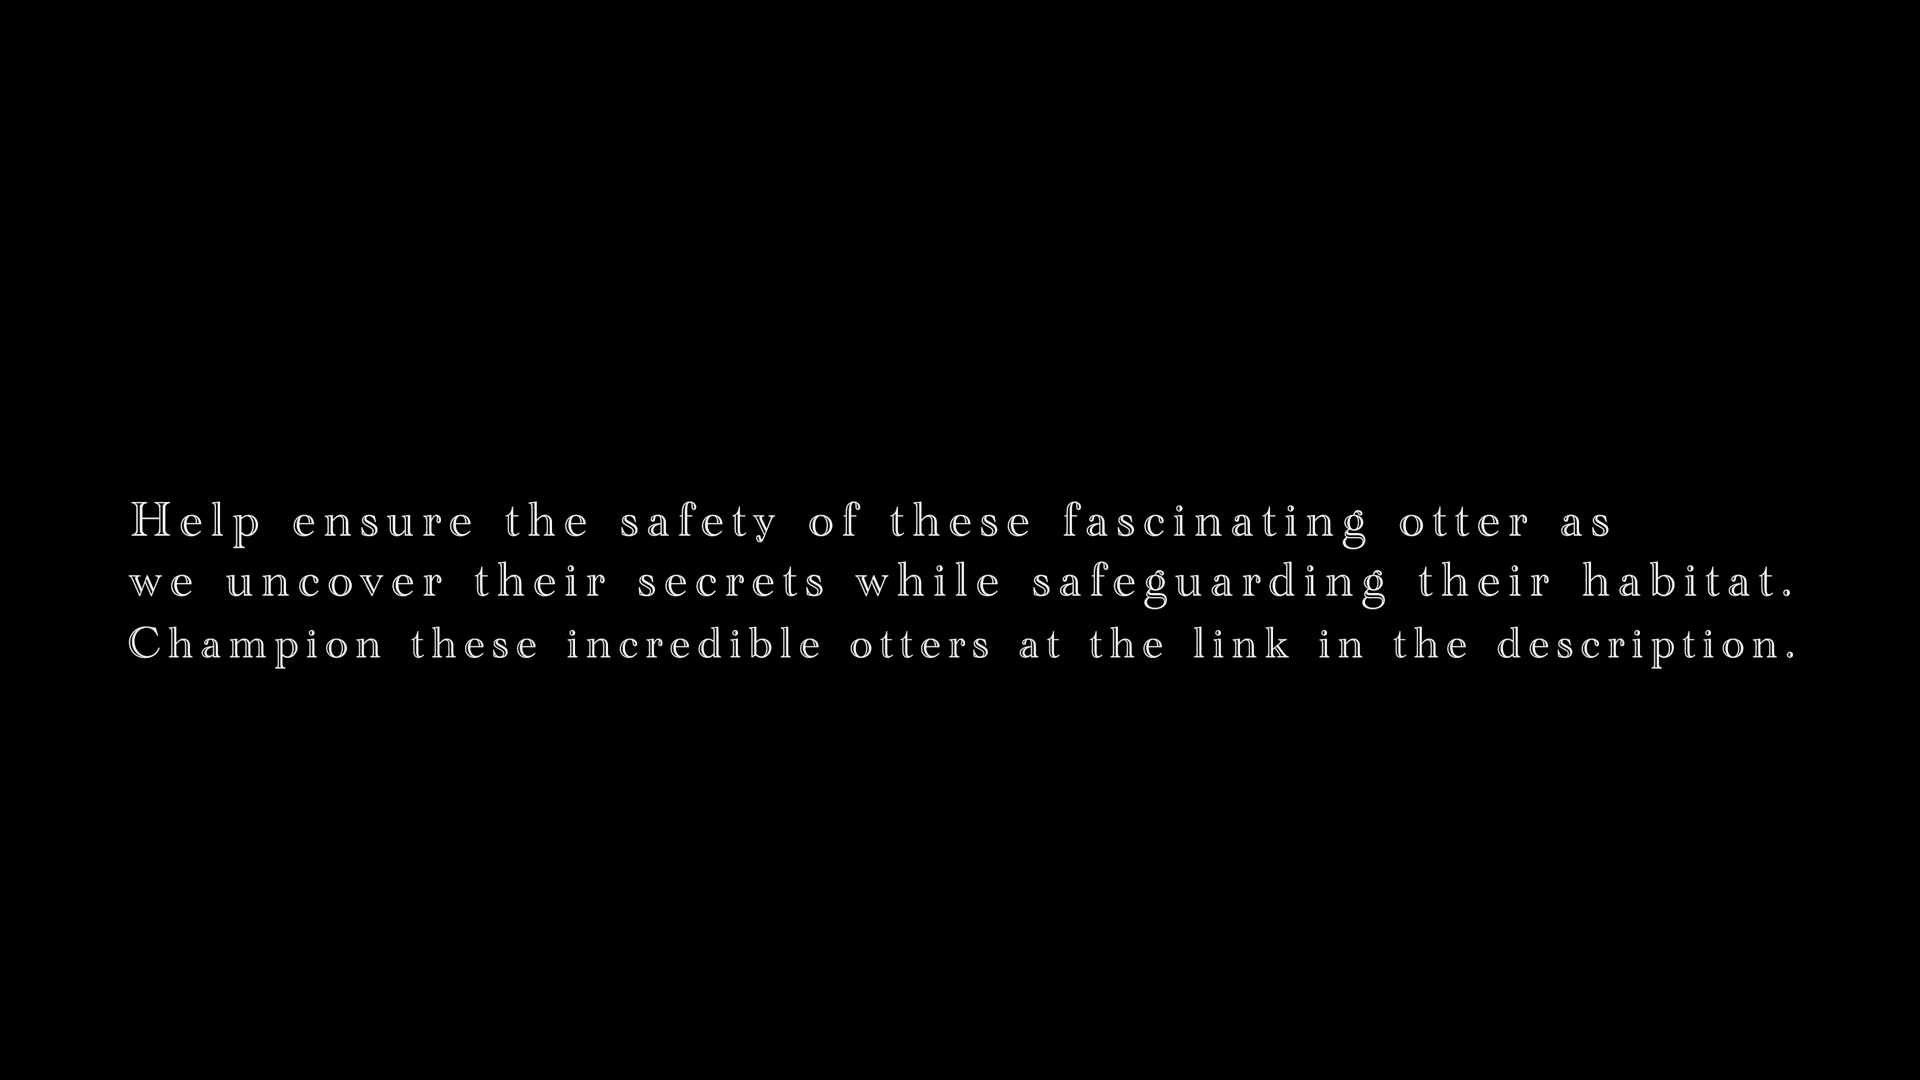 Help ensure the safety of these fascinating otter as
we uncover their secrets while safeguarding their habitat.
Champion these incredible otters at the link in the description.